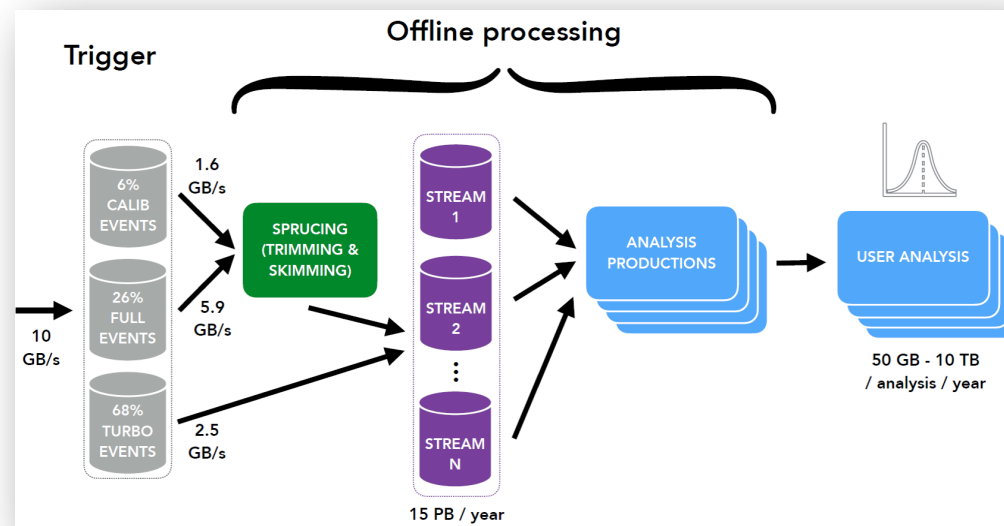 Offline processing
Trigger
1.6
GB/s
6%
CALIB
EVENTS
STREAM
1
SPRUCING
(TRIMMING &
SKIMMING)
ANALYSIS
PRODUCTIONS
USER ANALYSIS
26%
FULL
EVENTS
5.9
GB/s
10
GB/s
STREAM
2
50 GB - 10 TB
/ analysis / year
68%
TURBO
EVENTS
2.5
GB/s
STREAM
N
15 PB / year